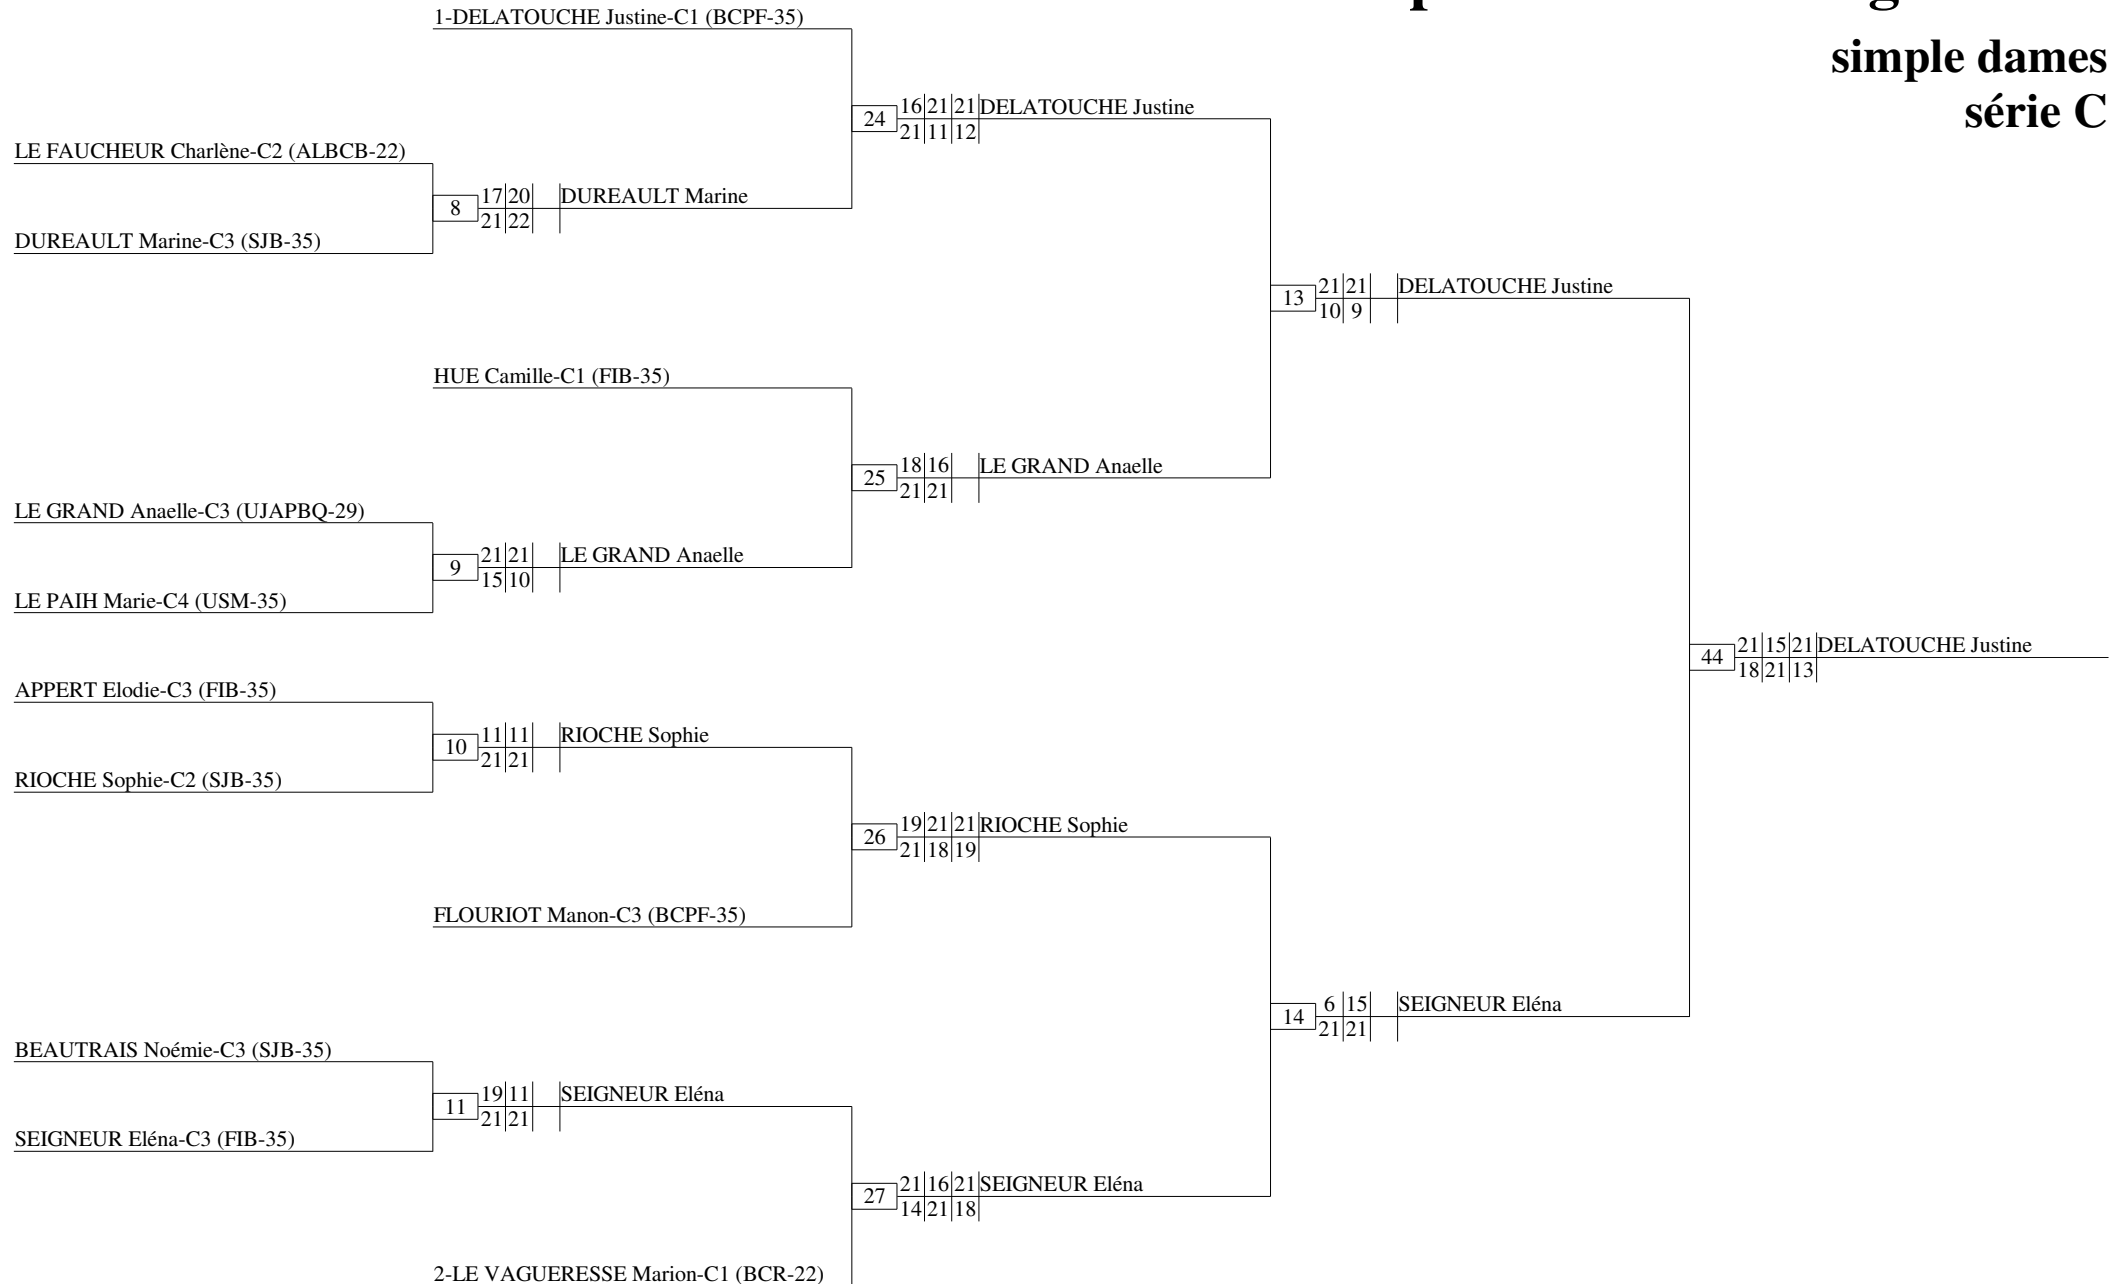 simple dames
série C
1-DELATOUCHE Justine-C1 (BCPF-35)
24
16 21 21 DELATOUCHE Justine
21 11 12
LE FAUCHEUR Charlène-C2 (ALBCB-22)
8
17 20 DUREAULT Marine
21 22
DUREAULT Marine-C3 (SJB-35)
13
21 21 DELATOUCHE Justine
10 9
HUE Camille-C1 (FIB-35)
25
18 16 LE GRAND Anaelle
21 21
LE GRAND Anaelle-C3 (UJAPBQ-29)
9
21 21 LE GRAND Anaelle
15 10
LE PAIH Marie-C4 (USM-35)
44
21 15 21 DELATOUCHE Justine
18 21 13
APPERT Elodie-C3 (FIB-35)
10
11 11 RIOCHE Sophie
21 21
RIOCHE Sophie-C2 (SJB-35)
26
19 21 21 RIOCHE Sophie
21 18 19
FLOURIOT Manon-C3 (BCPF-35)
14
6 15 SEIGNEUR Eléna
21 21
BEAUTRAIS Noémie-C3 (SJB-35)
11
19 11 SEIGNEUR Eléna
21 21
SEIGNEUR Eléna-C3 (FIB-35)
27
21 16 21 SEIGNEUR Eléna
14 21 18
2-LE VAGUERESSE Marion-C1 (BCR-22)